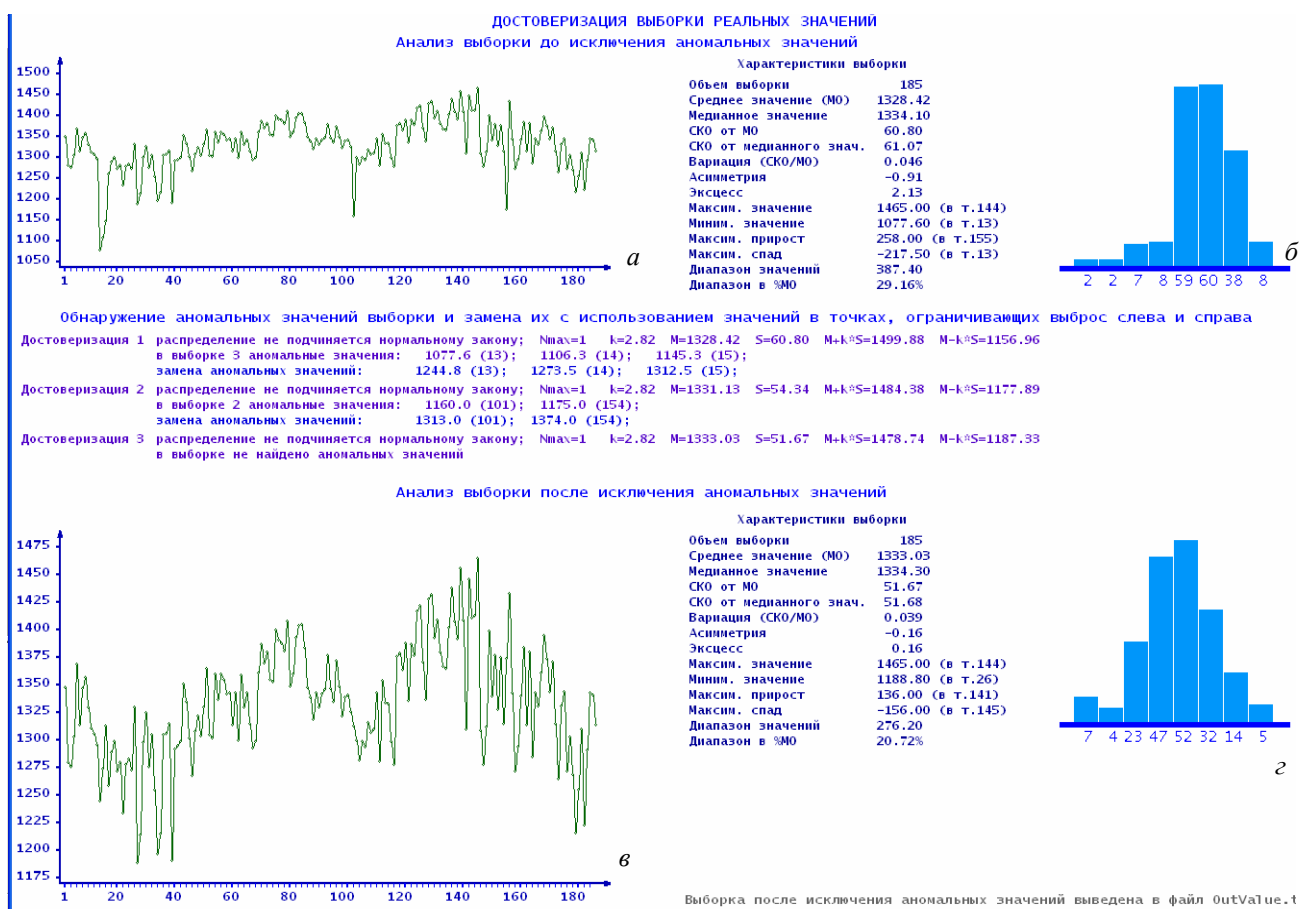 ДОСТОВЕРИЗАЦИЯ ВЫБОРКИ РЕАЛЬНЫХ ЗНАЧЕНИЙ
Анализ выборки до исключения аномальных значений
1500
1450
1400
1350
1300
1250
1200
1150
1100
1050
1 20 40 60 80 100 120 140 160 180
а
Характеристики выборки
Объем выборки 185
Среднее значение (МО) 1328.42
Медианное значение 1334.10
СКО от МО 60.80
СКО от медианного знач. 61.07
Вариация (СКО/МО) 0.046
Асимметрия -0.91
Эксцесс 2.13
Максим. значение 1465.00 (в т.144)
Миним. значение 1077.60 (в т.13)
Максим. прирост 258.00 (в т.155)
Максим. спад -217.50 (в т.13)
Диапазон значений 387.40
Диапазон в %МО 29.16%
б
2 2 7 8 59 60 38 8
Обнаружение аномальных значений выборки и замена их с использованием значений в точках, ограничивающих выброс слева и справа
Достоверизация 1 распределение не подчиняется нормальному закону; Nmax=1 k=2.82 M=1328.42 S=60.80 M+k*S=1499.88 M-k*S=1156.96
в выборке 3 аномальные значения: 1077.6 (13); 1106.3 (14); 1145.3 (15);
замена аномальных значений: 1244.8 (13); 1273.5 (14); 1312.5 (15);
Достоверизация 2 распределение не подчиняется нормальному закону; Nmax=1 k=2.82 M=1331.13 S=54.34 M+k*S=1484.38 M-k*S=1177.89
в выборке 2 аномальные значения: 1160.0 (101); 1175.0 (154);
замена аномальных значений: 1313.0 (101); 1374.0 (154);
Достоверизация 3 распределение не подчиняется нормальному закону; Nmax=1 k=2.82 M=1333.03 S=51.67 M+k*S=1478.74 M-k*S=1187.33
в выборке не найдено аномальных значений
Анализ выборки после исключения аномальных значений
1475
1450
1425
1400
1375
1350
1325
1300
1275
1250
1225
1200
1175
1 20 40 60 80 100 120 140 160 180
в
Характеристики выборки
Объем выборки 185
Среднее значение (МО) 1333.03
Медианное значение 1334.30
СКО от МО 51.67
СКО от медианного знач. 51.68
Вариация (СКО/МО) 0.039
Асимметрия -0.16
Эксцесс 0.16
Максим. значение 1465.00 (в т.144)
Миним. значение 1188.80 (в т.26)
Максим. прирост 136.00 (в т.141)
Максим. спад -156.00 (в т.145)
Диапазон значений 276.20
Диапазон в %МО 20.72%
7 4 23 47 52 32 14 5
г
Выборка после исключения аномальных значений выведена в файл OutValue.t